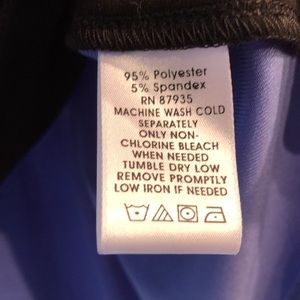 95% Polyester
5% Spandex
RN 87935
MACHINE WASH COLD
SEPARATELY
ONLY NON-
CHLORINE BLEACH
WHEN NEEDED
TUMBLE DRY LOW
REMOVE PROMPTLY
LOW IRON IF NEEDED